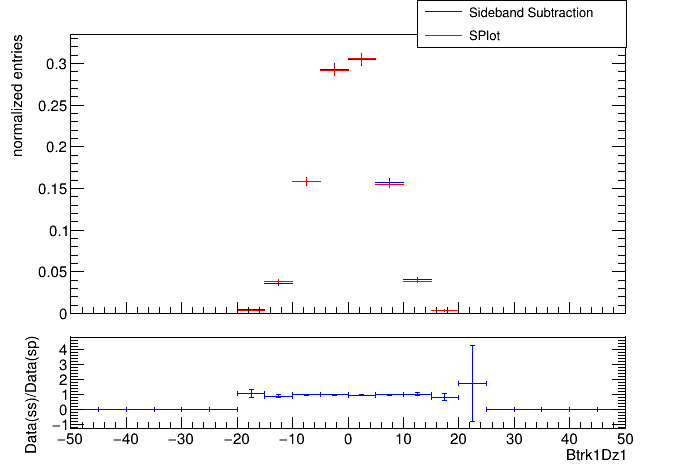 Sideband Subtraction
SPlot
normalized entries
0.3
0.25
0.2
0.15
0.1
0.05
0
Data(ss)/Data(sp)
4
3
2
1
0
−1
−50 −40 −30 −20 −10 0 10 20 30 40 50
Btrk1Dz1